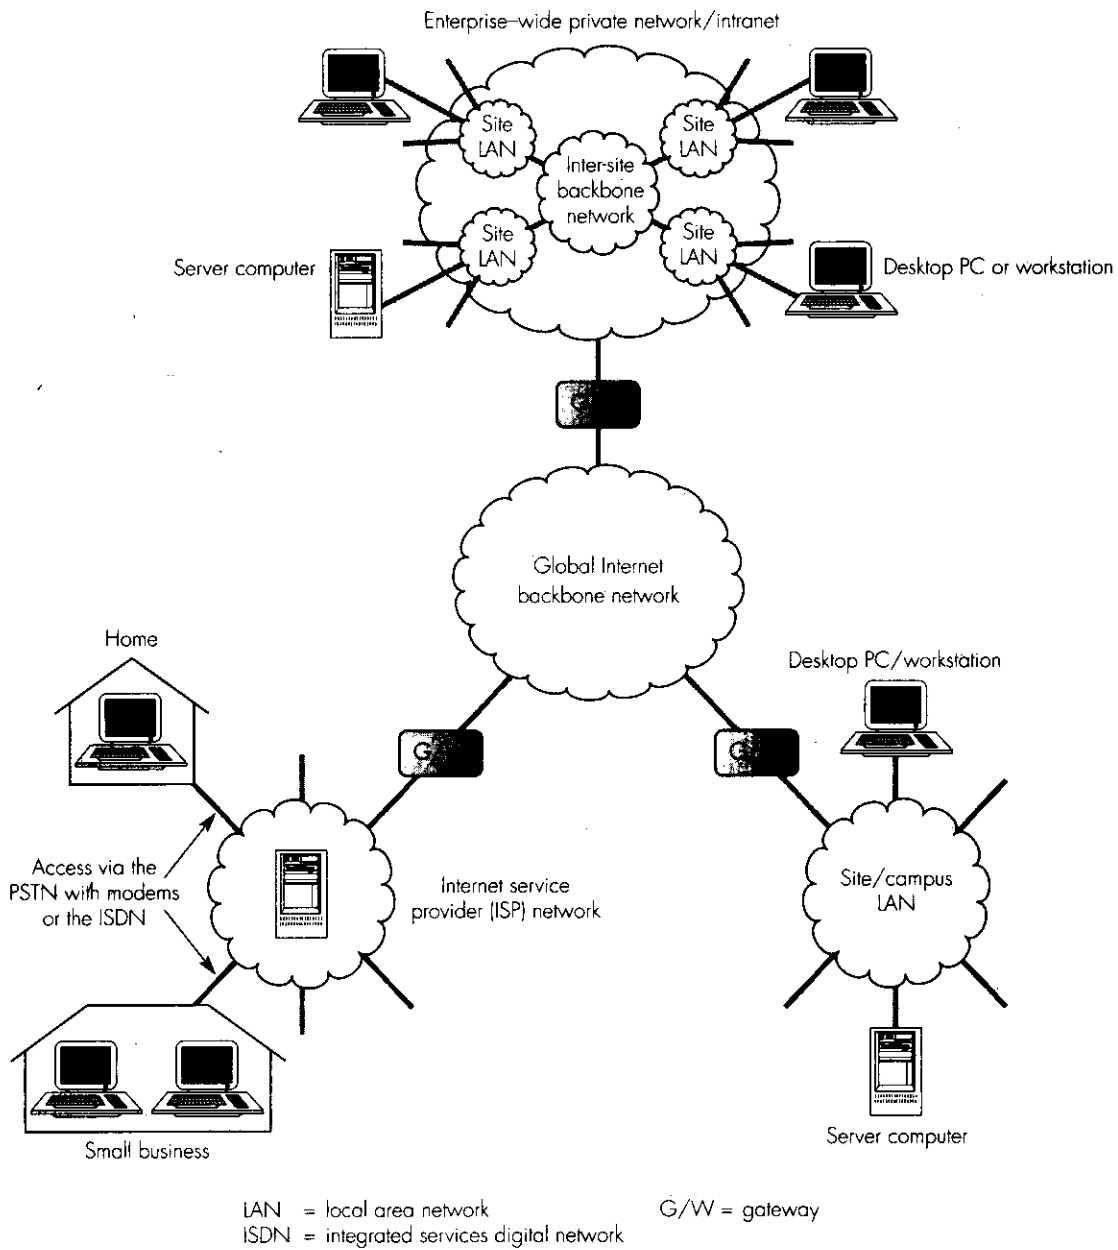 Enterprise-wide private network/intranet
Site
LAN
Site
LAN
Inter-site
backbone
network
Site
LAN
Site
LAN
Server computer
Desktop PC or workstation
G
Global Internet
backbone network
Home
Desktop PC/workstation
G
G
Access via the
PSTN with modems
or the ISDN
Internet service
provider (ISP) network
Site/campus
LAN
Small business
Server computer
LAN = local area network
G/W = gateway
ISDN = integrated services digital network